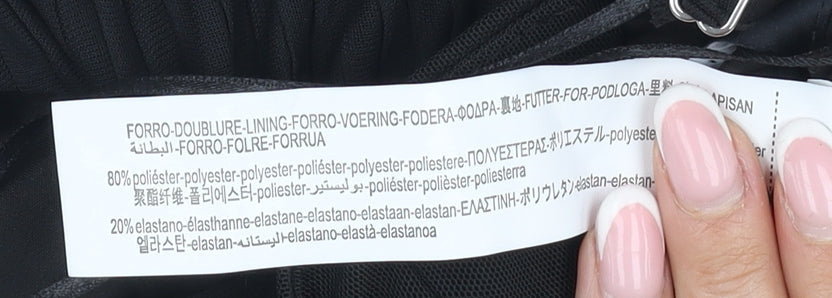 FORRO-DOUBLURE-LINING-FORRO-VOERING-FODERA-ΦΟΔΡΑ-裏地-FUTTER-FOR-PODLOGA-里料 APISAN
البطانة-FORRO-FOLRE-FORRUA
80% poliéster-polyester-polyester-poliéster-polyester-poliestere-ΠΟΛΥΕΣΤΕΡΑΣ-ポリエステル-polyester
聚酯纤维-폴리에스터-poliester-بوليستير-poliéster-polièster-poliesterra
20% elastano-élasthanne-elastane-elastano-elastaan-elastan-ΕΛΑΣΤΙΝΗ-ポリウレタン-elastan-elastan-
엘라스탄-elastan-اليستانه-elastano-elastà-elastanoa